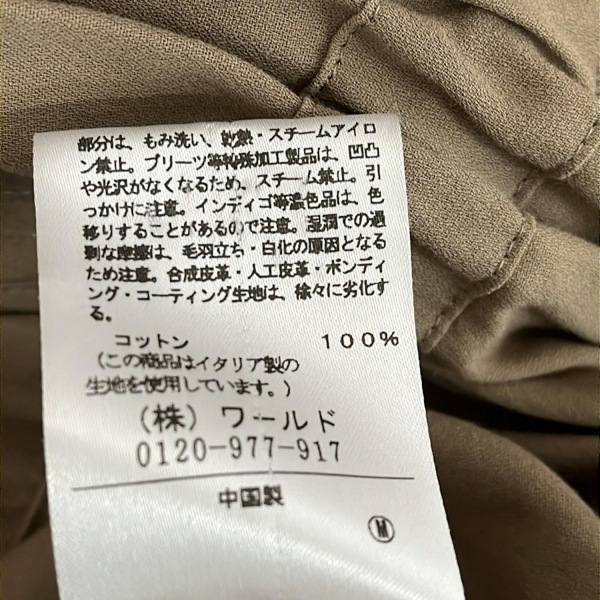 部分は、もみ洗い、乾熱・スチームアイロ
ン禁止。プリーツ等特殊加工製品は、凹凸
や光沢がなくなるため、スチーム禁止。引
っかけに注意。インディゴ等濃色品は、色
移りすることがあるので注意。湿潤での過
剰な摩擦は、毛羽立ち・白化の原因となる
ため注意。合成皮革・人工皮革・ボンディ
ング・コーティング生地は、徐々に劣化す
る。
コットン 100%
(この商品はイタリア製の
生地を使用しています。)
(株)ワールド
0120-977-917
中国製
M